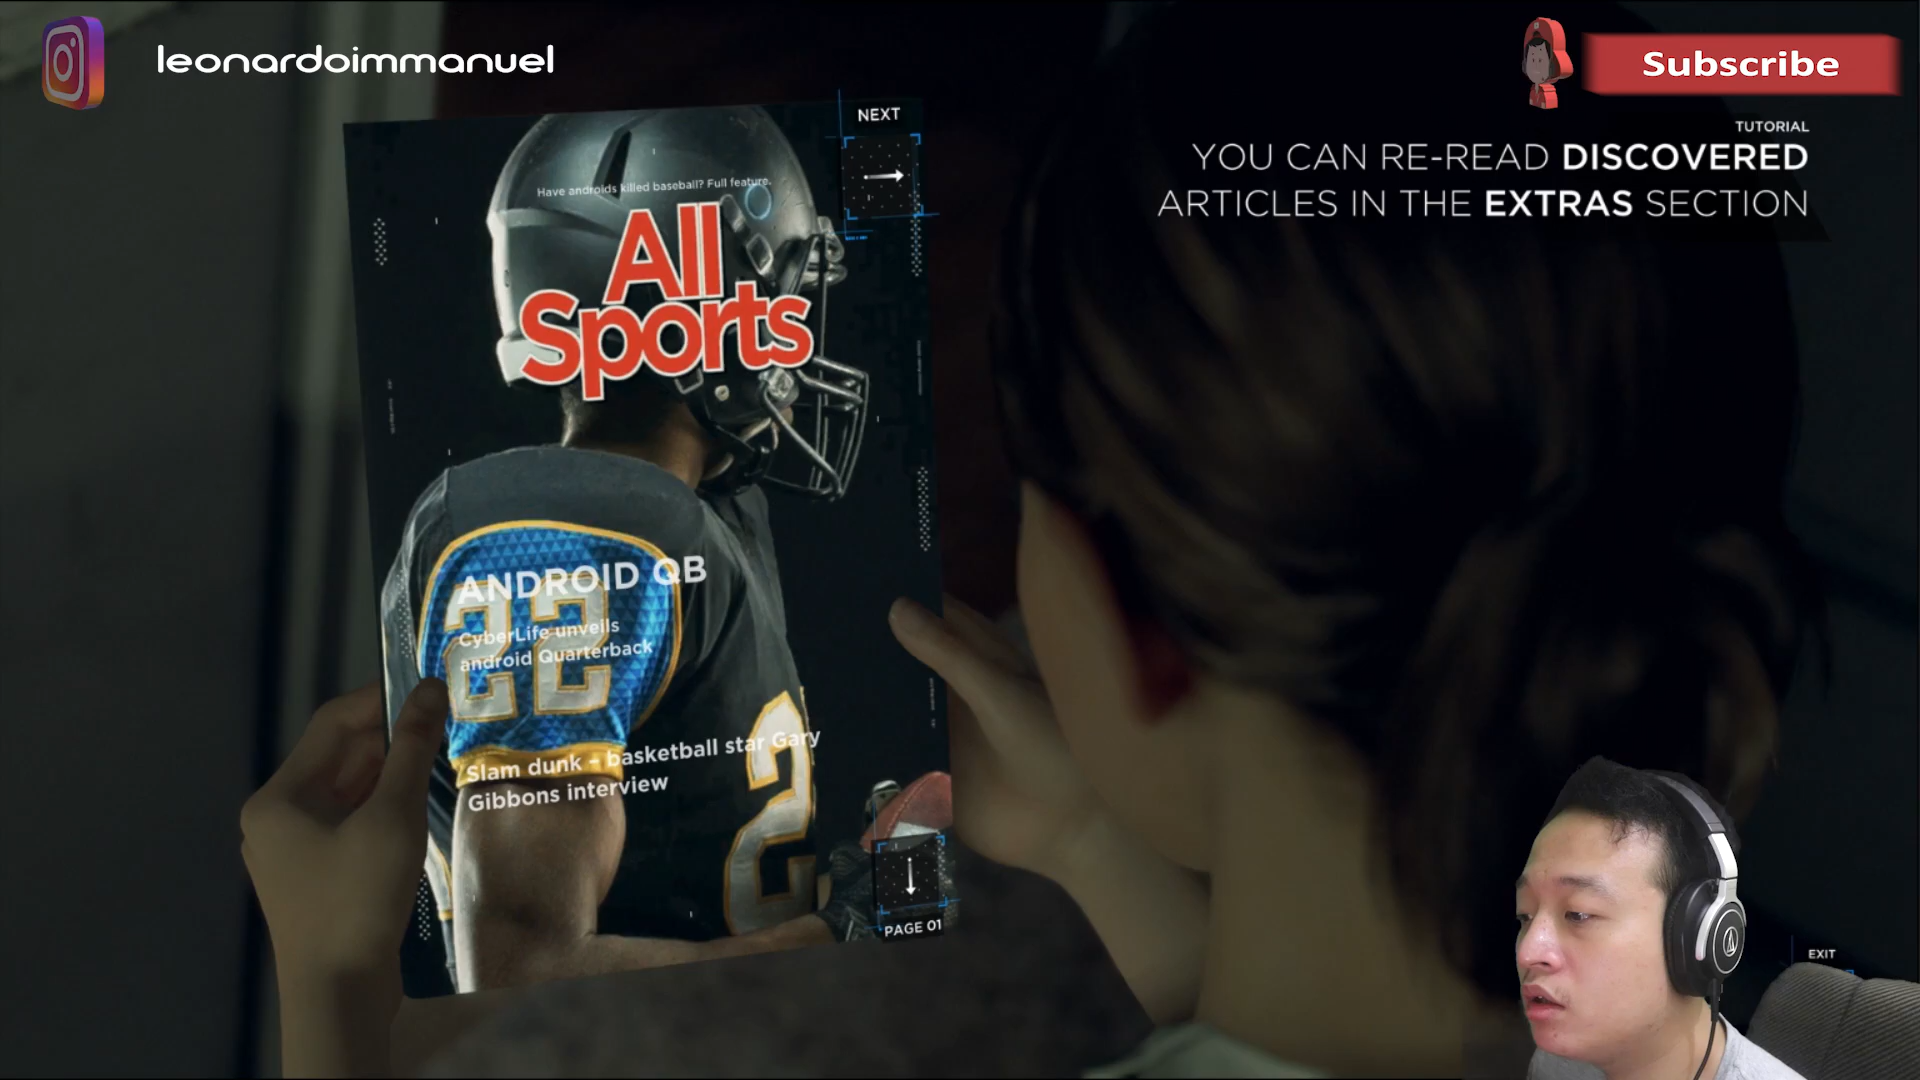 leonardoimmanuel
Subscribe
NEXT
TUTORIAL
YOU CAN RE-READ DISCOVERED
ARTICLES IN THE EXTRAS SECTION
Have androids killed baseball? Full feature.
All
Sports
ANDROID QB
22
CyberLife unveils
android Quarterback
2
Slam dunk - basketball star Gary
Gibbons interview
PAGE 01
EXIT